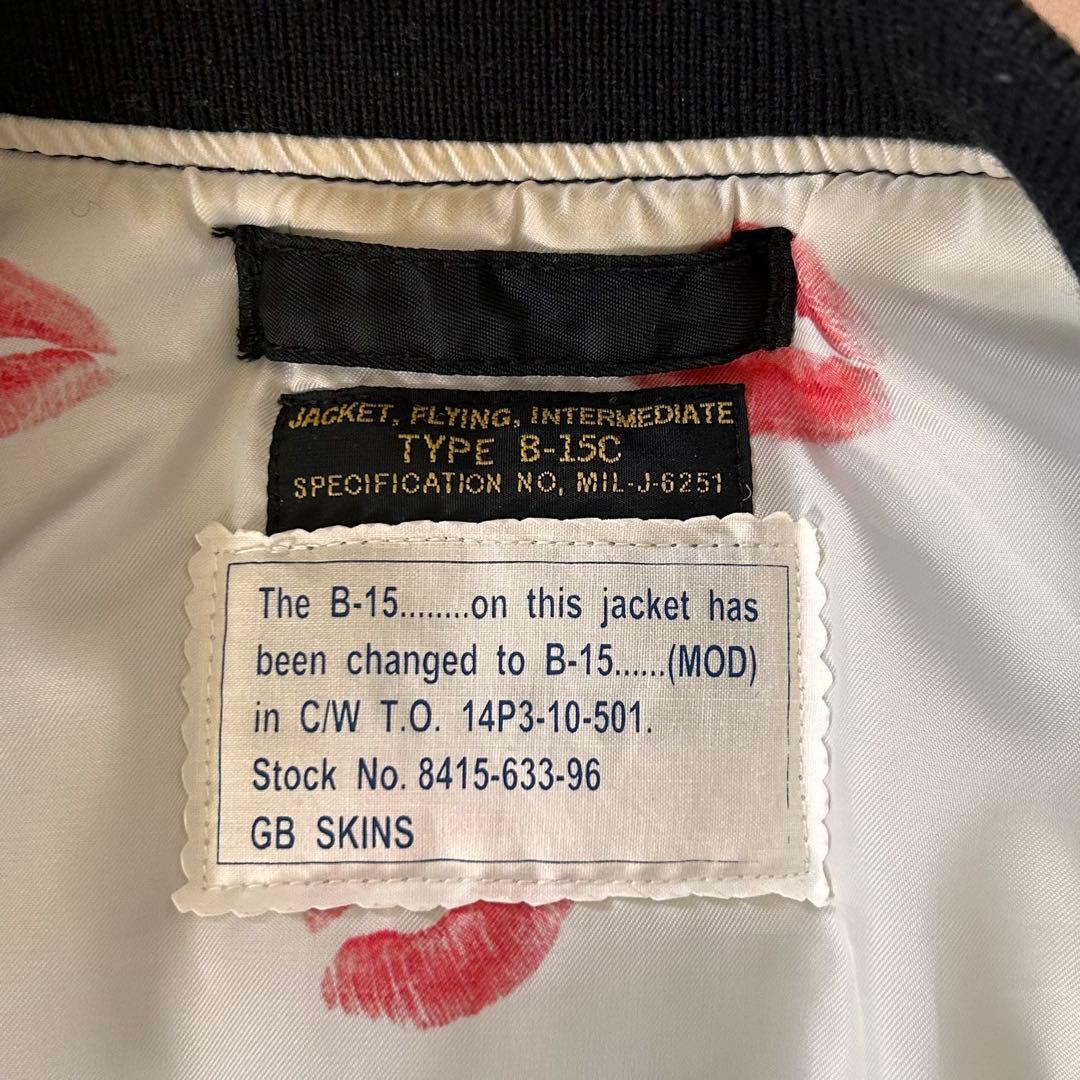 JACKET, FLYING, INTERMEDIATE
TYPE B-15C
SPECIFICATION NO, MIL-J-6251
The B-15........on this jacket has
been changed to B-15......(MOD)
in C/W T.O. 14P3-10-501.
Stock No. 8415-633-96
GB SKINS